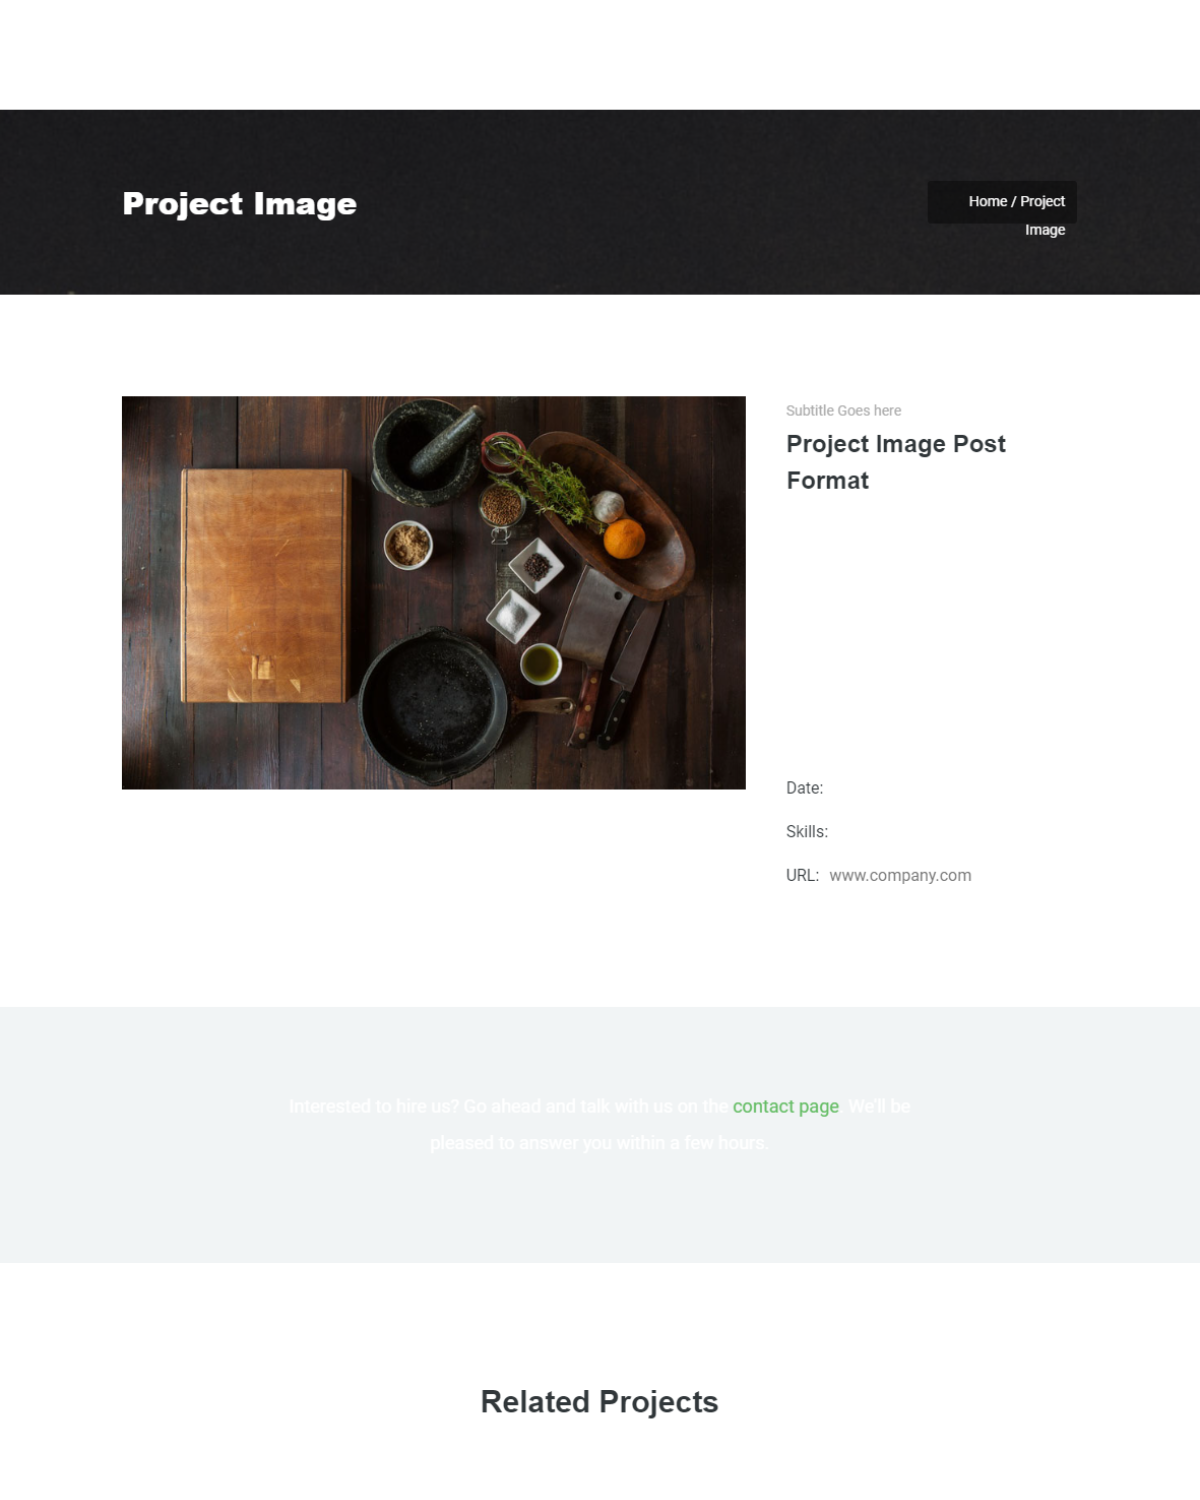 Project Image
Home / Project
Image
Subtitle Goes here
Project Image Post
Format
Date:
Skills:
URL: www.company.com
Interested to hire us? Go ahead and talk with us on the contact page. We'll be
pleased to answer you within a few hours.
Related Projects